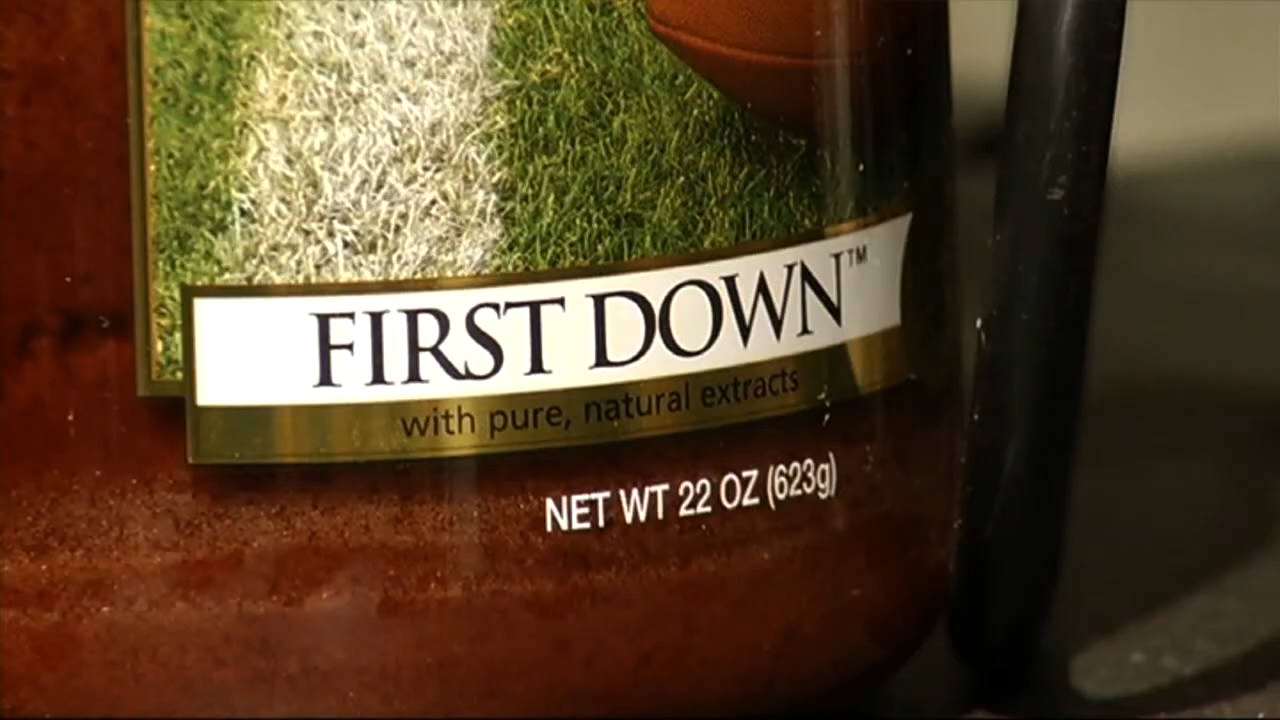 FIRST DOWN™
with pure, natural extracts
NET WT 22 OZ (623g)